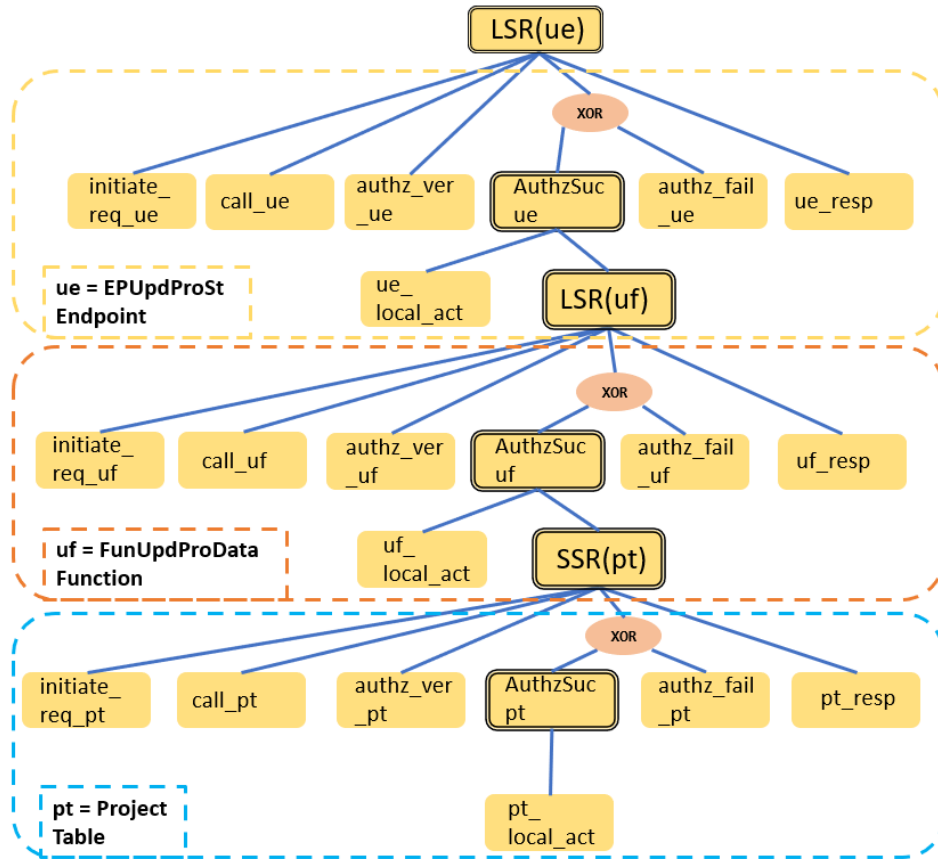 LSR(ue)
XOR
initiate_
req_ue
call_ue
authz_ver
_ue
AuthzSuc
ue
authz_fail
_ue
ue_resp
ue = EPUpdProSt
Endpoint
ue_
local_act
LSR(uf)
XOR
initiate_
req_uf
call_uf
authz_ver
_uf
AuthzSuc
uf
authz_fail
_uf
uf_resp
uf = FunUpdProData
Function
uf_
local_act
SSR(pt)
XOR
initiate_
req_pt
call_pt
authz_ver
_pt
AuthzSuc
pt
authz_fail
_pt
pt_resp
pt = Project
Table
pt_
local_act